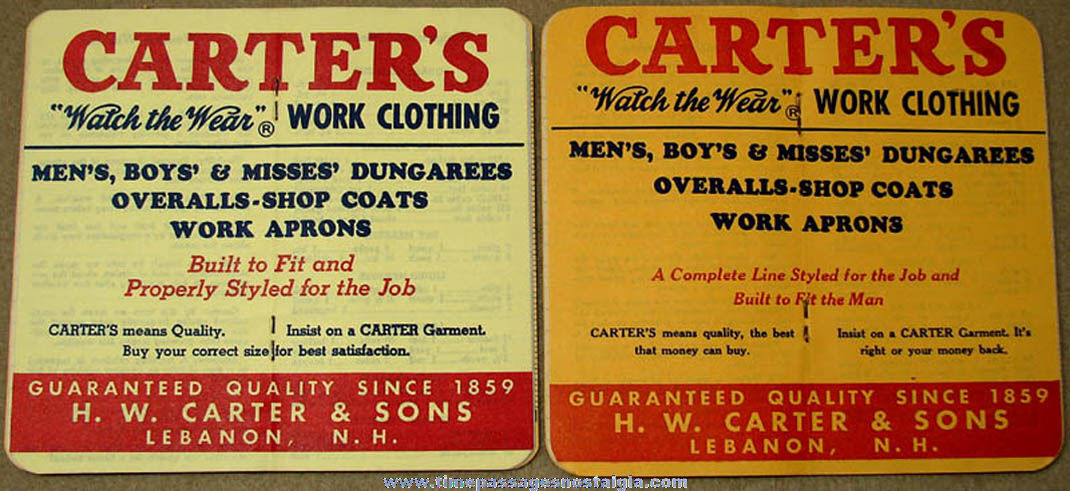 CARTER'S
"Watch the Wear"® WORK CLOTHING
MEN'S, BOYS' & MISSES' DUNGAREES
OVERALLS-SHOP COATS
WORK APRONS
Built to Fit and
Properly Styled for the Job
CARTER'S means Quality. Insist on a CARTER Garment.
Buy your correct size for best satisfaction.
GUARANTEED QUALITY SINCE 1859
H. W. CARTER & SONS
LEBANON, N. H.
CARTER'S
"Watch the Wear"® WORK CLOTHING
MEN'S, BOY'S & MISSES' DUNGAREES
OVERALLS-SHOP COATS
WORK APRONS
A Complete Line Styled for the Job and
Built to Fit the Man
CARTER'S means quality, the best
that money can buy.
Insist on a CARTER Garment. It's
right or your money back.
GUARANTEED QUALITY SINCE 1859
H. W. CARTER & SONS
LEBANON, N. H.
www.timepassagesnostalgia.com